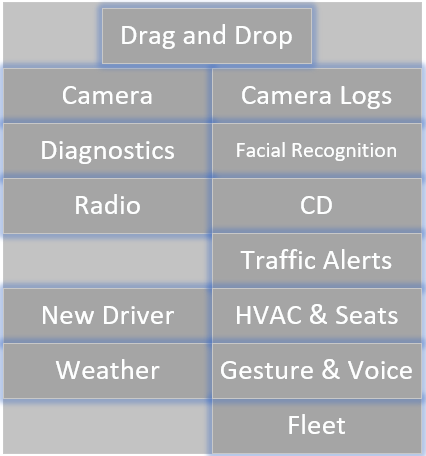 Drag and Drop
Camera
Camera Logs
Diagnostics
Facial Recognition
Radio
CD
Traffic Alerts
New Driver
HVAC & Seats
Weather
Gesture & Voice
Fleet